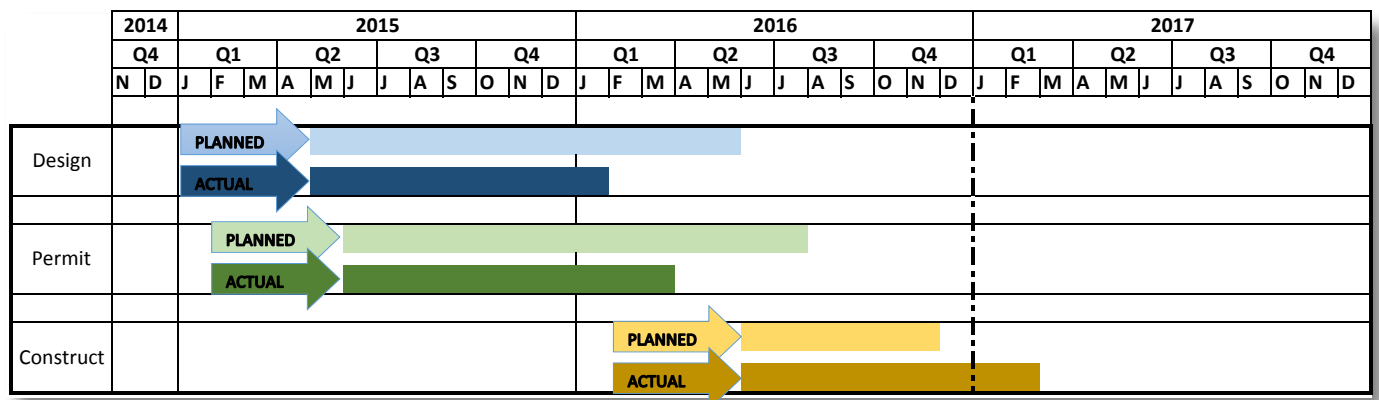 2014 2015 2016 2017
Q4 Q1 Q2 Q3 Q4 Q1 Q2 Q3 Q4 Q1 Q2 Q3 Q4
N D J F M A M J J A S O N D J F M A M J J A S O N D J F M A M J J A S O N D
PLANNED
Design
ACTUAL
PLANNED
Permit
ACTUAL
PLANNED
Construct
ACTUAL